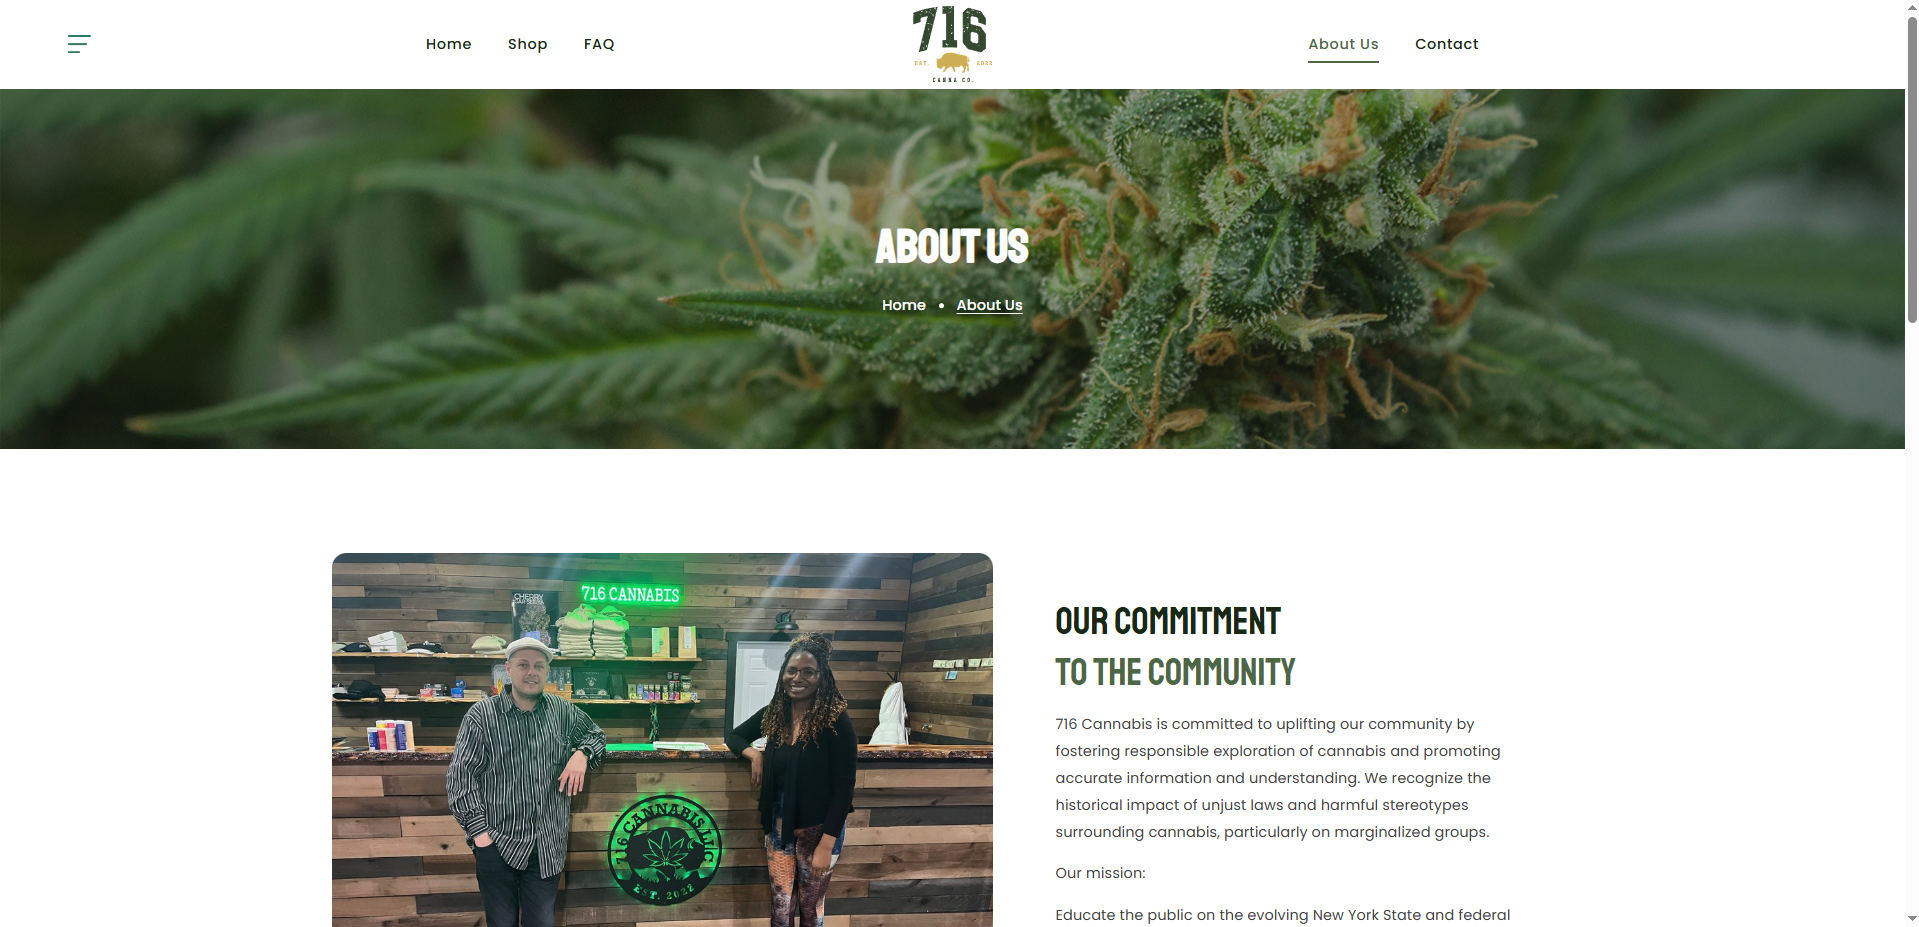 Home
Shop
FAQ
716
EST. 2022
CANNA CO.
About Us
Contact
ABOUT US
Home • About Us
716 CANNABIS
CHERRY
716 CANNABIS LLC
EST. 2022
OUR COMMITMENT
TO THE COMMUNITY
716 Cannabis is committed to uplifting our community by
fostering responsible exploration of cannabis and promoting
accurate information and understanding. We recognize the
historical impact of unjust laws and harmful stereotypes
surrounding cannabis, particularly on marginalized groups.
Our mission:
Educate the public on the evolving New York State and federal